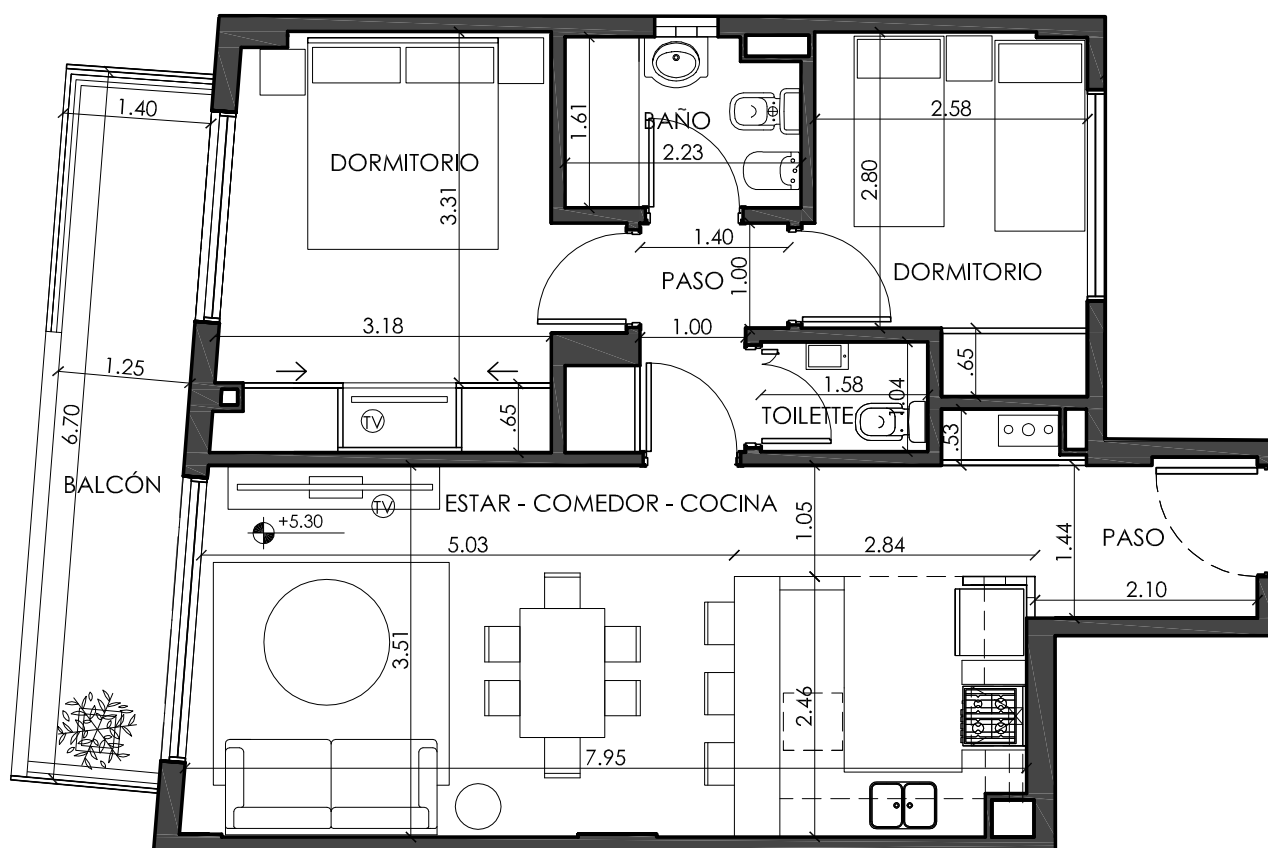 1.40
1.61
BAÑO
2.23
2.58
DORMITORIO
3.31
2.80
1.40
PASO
1.00
DORMITORIO
3.18
1.00
1.25
.65
1.58
1.04
.65
TV
TOILETTE
.53
6.70
BALCÓN
TV
ESTAR - COMEDOR - COCINA
+5.30
1.05
1.44
PASO
5.03
2.84
2.10
3.51
2.46
7.95